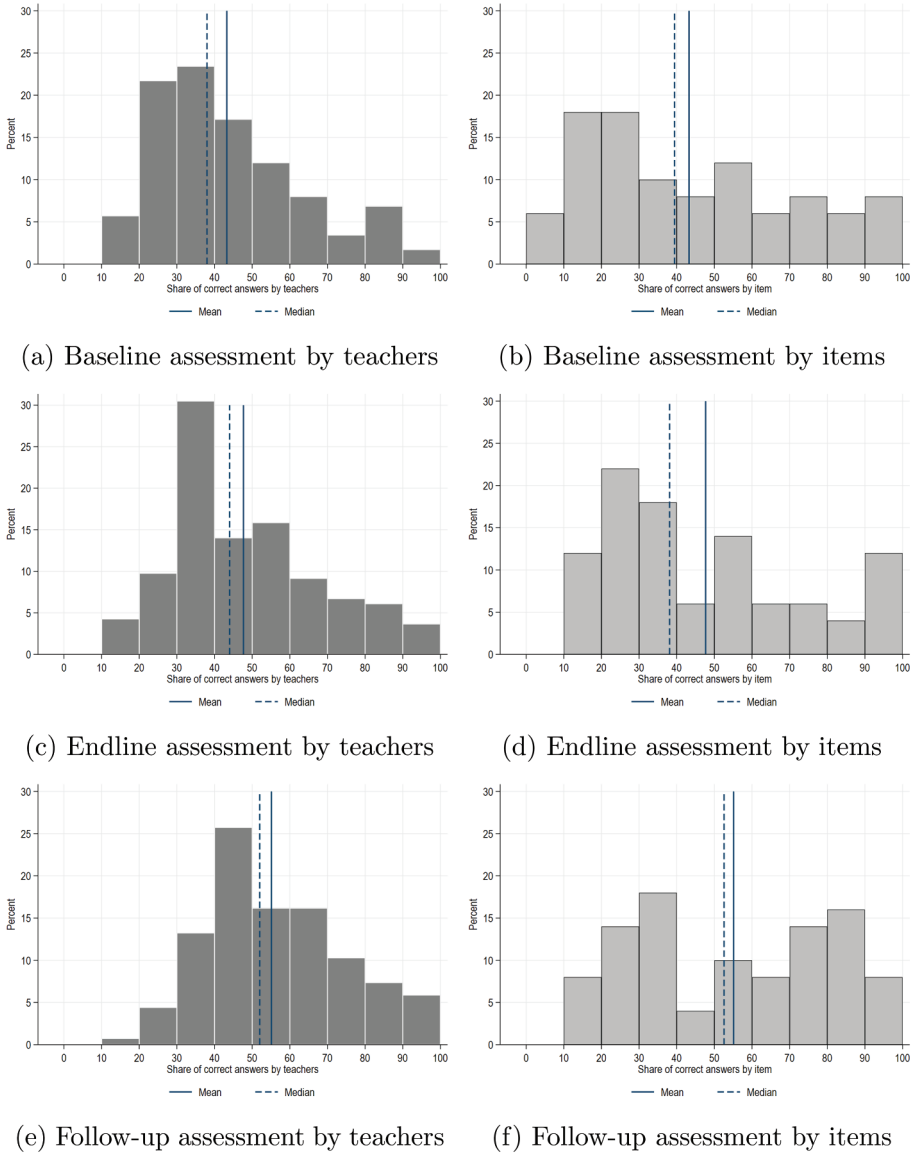 30
25
20
15
10
5
0
Percent
0 10 20 30 40 50 60 70 80 90 100
Share of correct answers by teachers
Mean Median
(a) Baseline assessment by teachers
30
25
20
15
10
5
0
Percent
0 10 20 30 40 50 60 70 80 90 100
Share of correct answers by item
Mean Median
(b) Baseline assessment by items
30
25
20
15
10
5
0
Percent
0 10 20 30 40 50 60 70 80 90 100
Share of correct answers by teachers
Mean Median
(c) Endline assessment by teachers
30
25
20
15
10
5
0
Percent
0 10 20 30 40 50 60 70 80 90 100
Share of correct answers by item
Mean Median
(d) Endline assessment by items
30
25
20
15
10
5
0
Percent
0 10 20 30 40 50 60 70 80 90 100
Share of correct answers by teachers
Mean Median
(e) Follow-up assessment by teachers
30
25
20
15
10
5
0
Percent
0 10 20 30 40 50 60 70 80 90 100
Share of correct answers by item
Mean Median
(f) Follow-up assessment by items